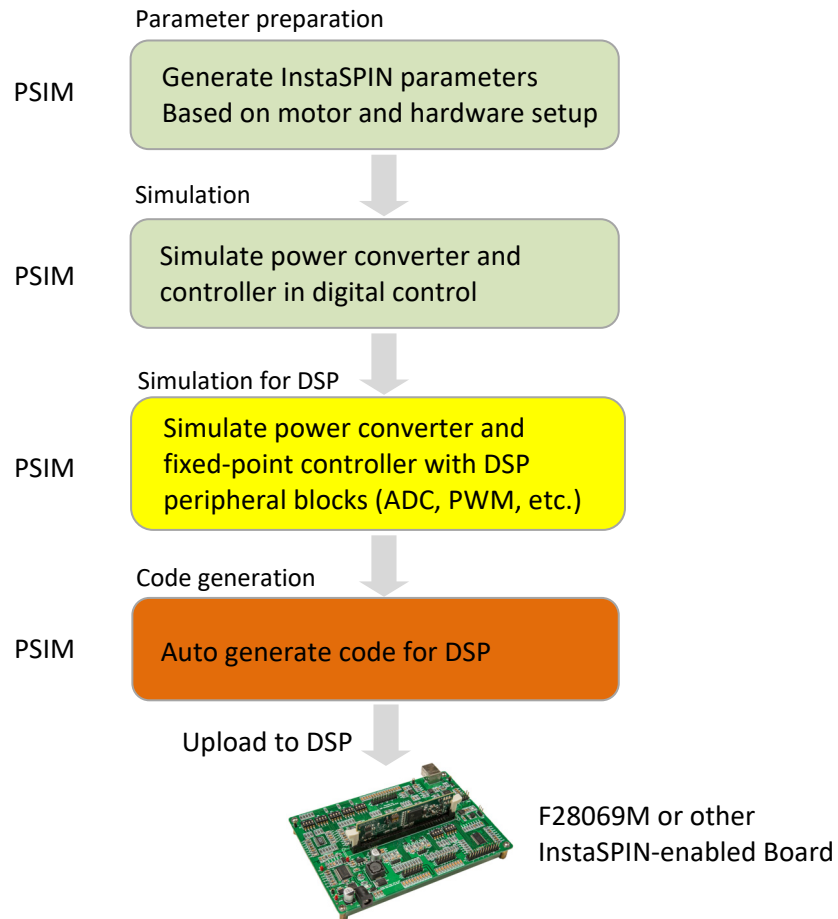 Parameter preparation
PSIM
Generate InstaSPIN parameters
Based on motor and hardware setup
Simulation
PSIM
Simulate power converter and
controller in digital control
Simulation for DSP
PSIM
Simulate power converter and
fixed-point controller with DSP
peripheral blocks (ADC, PWM, etc.)
Code generation
PSIM
Auto generate code for DSP
Upload to DSP
F28069M or other
InstaSPIN-enabled Board